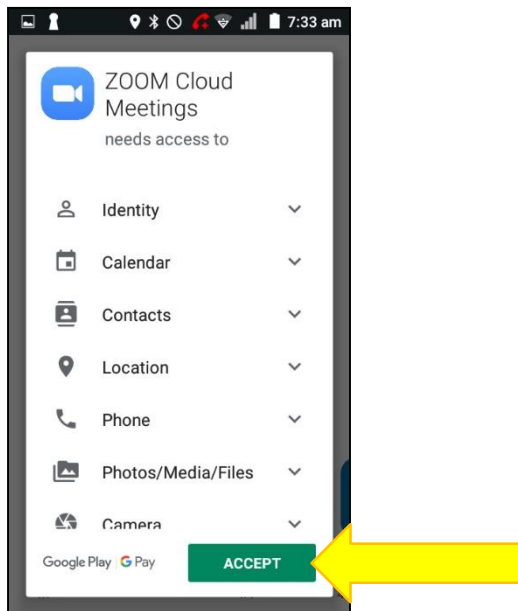 7:33 am
ZOOM Cloud
Meetings
needs access to
Identity
Calendar
Contacts
Location
Phone
Photos/Media/Files
Camera
Google Play G Pay ACCEPT